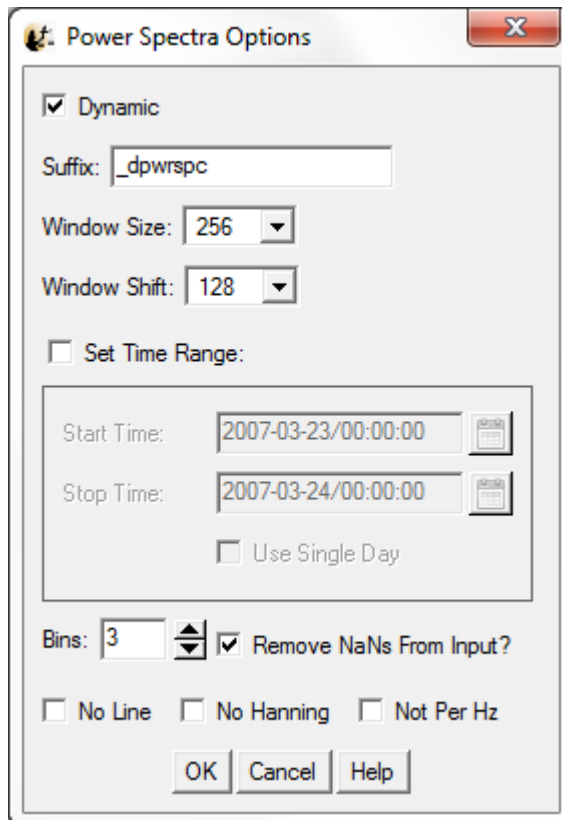 Power Spectra Options
Dynamic
Suffix: _dpwrspc
Window Size: 256
Window Shift: 128
Set Time Range:
Start Time: 2007-03-23/00:00:00
Stop Time: 2007-03-24/00:00:00
Use Single Day
Bins: 3 Remove NaNs From Input?
No Line No Hanning Not Per Hz
OK Cancel Help